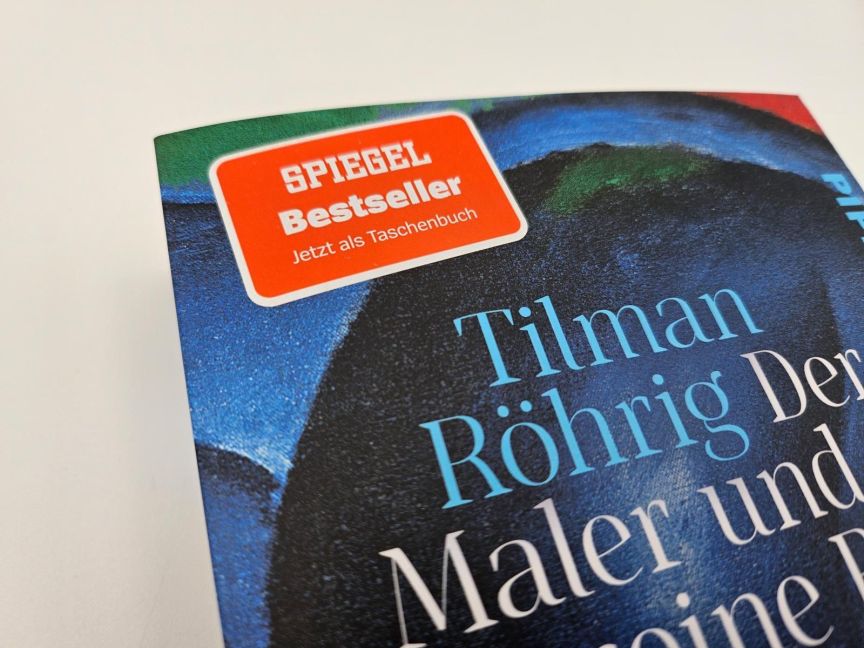 SPIEGEL
Bestseller
Jetzt als Taschenbuch
Tilman
Röhrig Der
Maler und